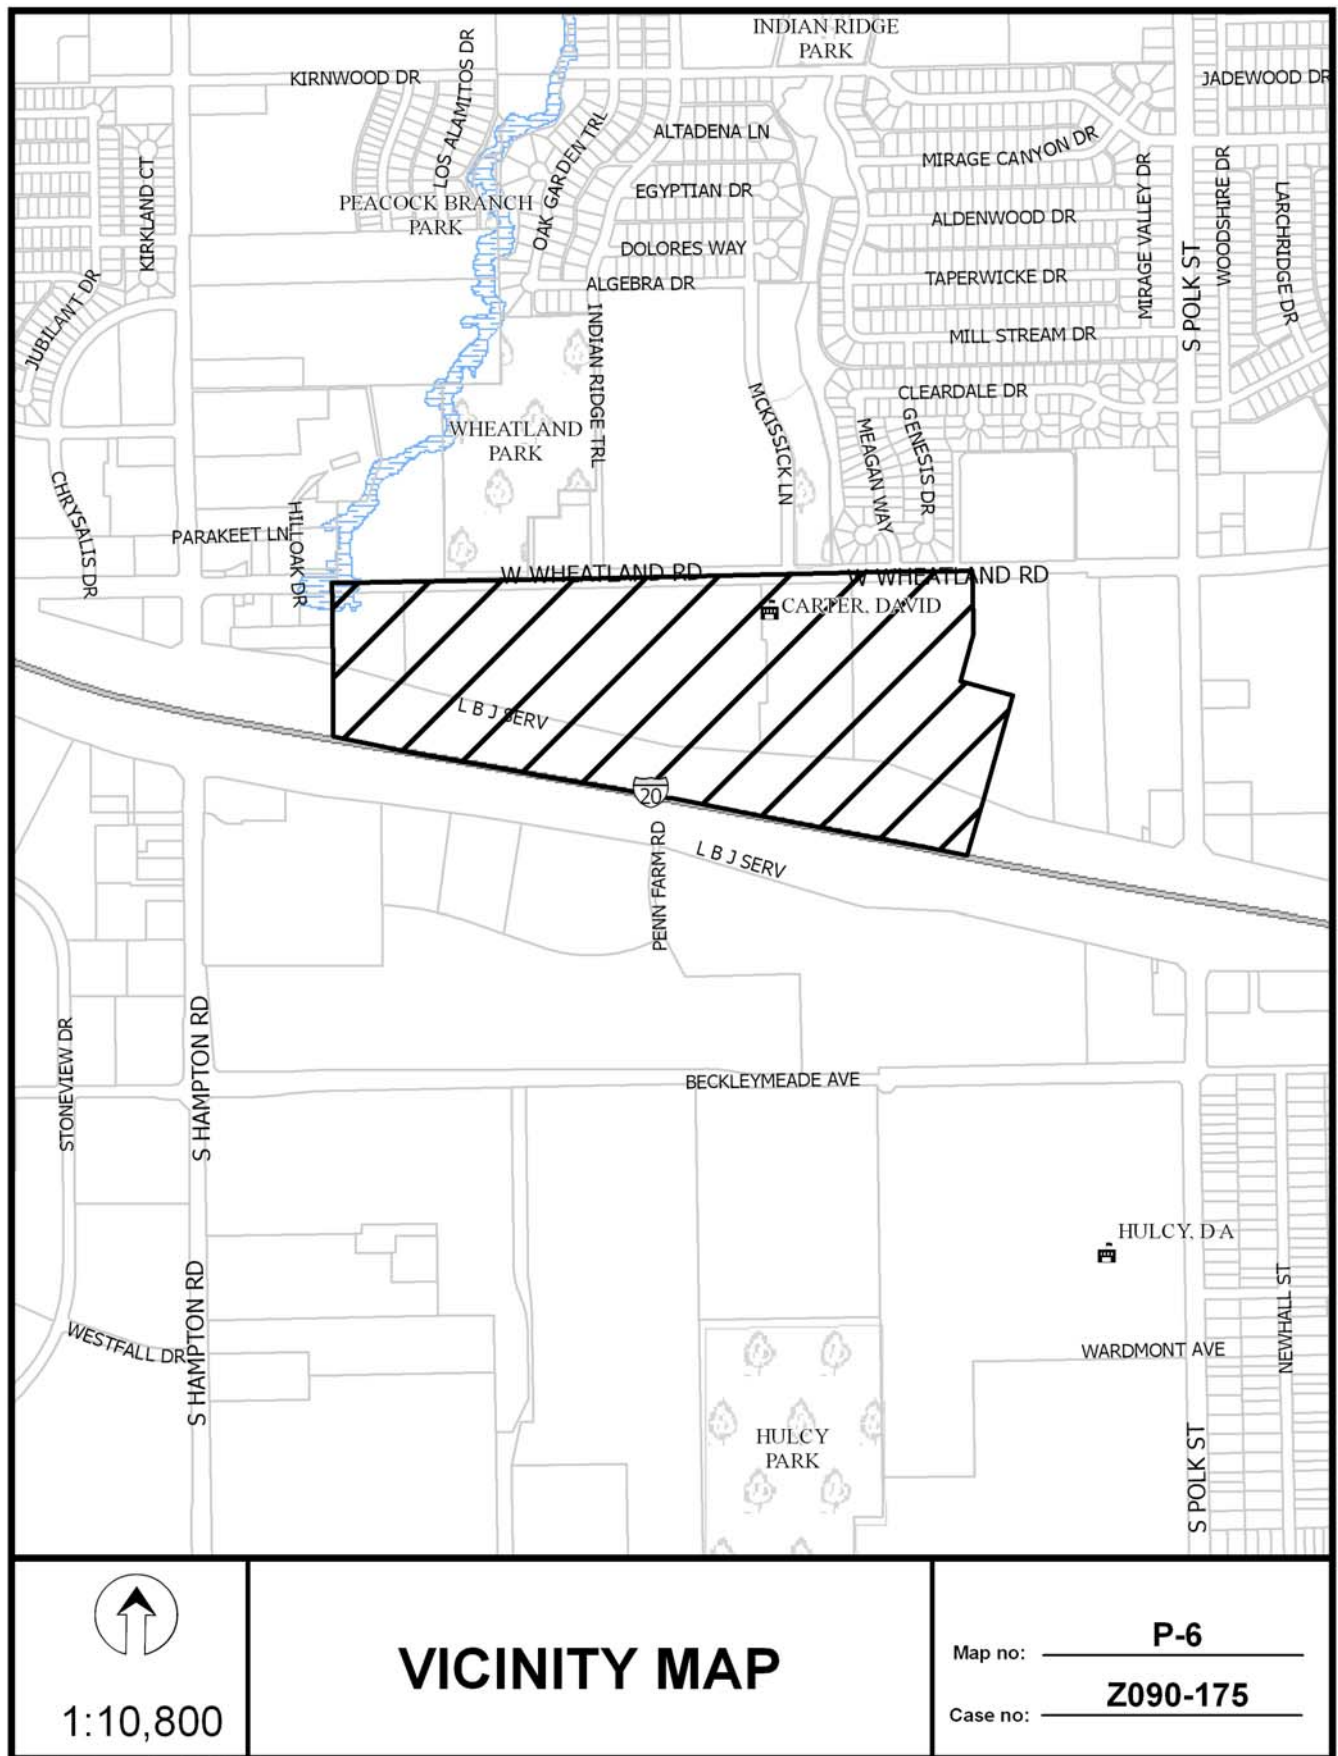 INDIAN RIDGE
PARK
KIRNWOOD DR
JADEWOOD DR
LOS ALAMITOS DR
OAK GARDEN TRL
ALTADENA LN
MIRAGE CANYON DR
KIRKLAND CT
EGYPTIAN DR
MIRAGE VALLEY DR
WOODSHIRE DR
LARCHRIDGE DR
PEACOCK BRANCH
PARK
ALDENWOOD DR
DOLORES WAY
S POLK ST
JUBILANT DR
ALGEBRA DR
TAPERWICKE DR
INDIAN RIDGE TRL
MILL STREAM DR
CLEARDALE DR
MCKISSICK LN
MEAGAN WAY
GENESIS DR
WHEATLAND
PARK
CHRYSALIS DR
HILLOAK DR
PARAKEET LN
W WHEATLAND RD
W WHEATLAND RD
CARTER, DAVID
L B J SERV
20
PENN FARM RD
L B J SERV
STONEVIEW DR
S HAMPTON RD
BECKLEYMEADE AVE
HULCY, D A
S HAMPTON RD
NEWHALL ST
WESTFALL DR
WARDMONT AVE
HULCY
PARK
S POLK ST
1:10,800
VICINITY MAP
Map no: P-6
Case no: Z090-175